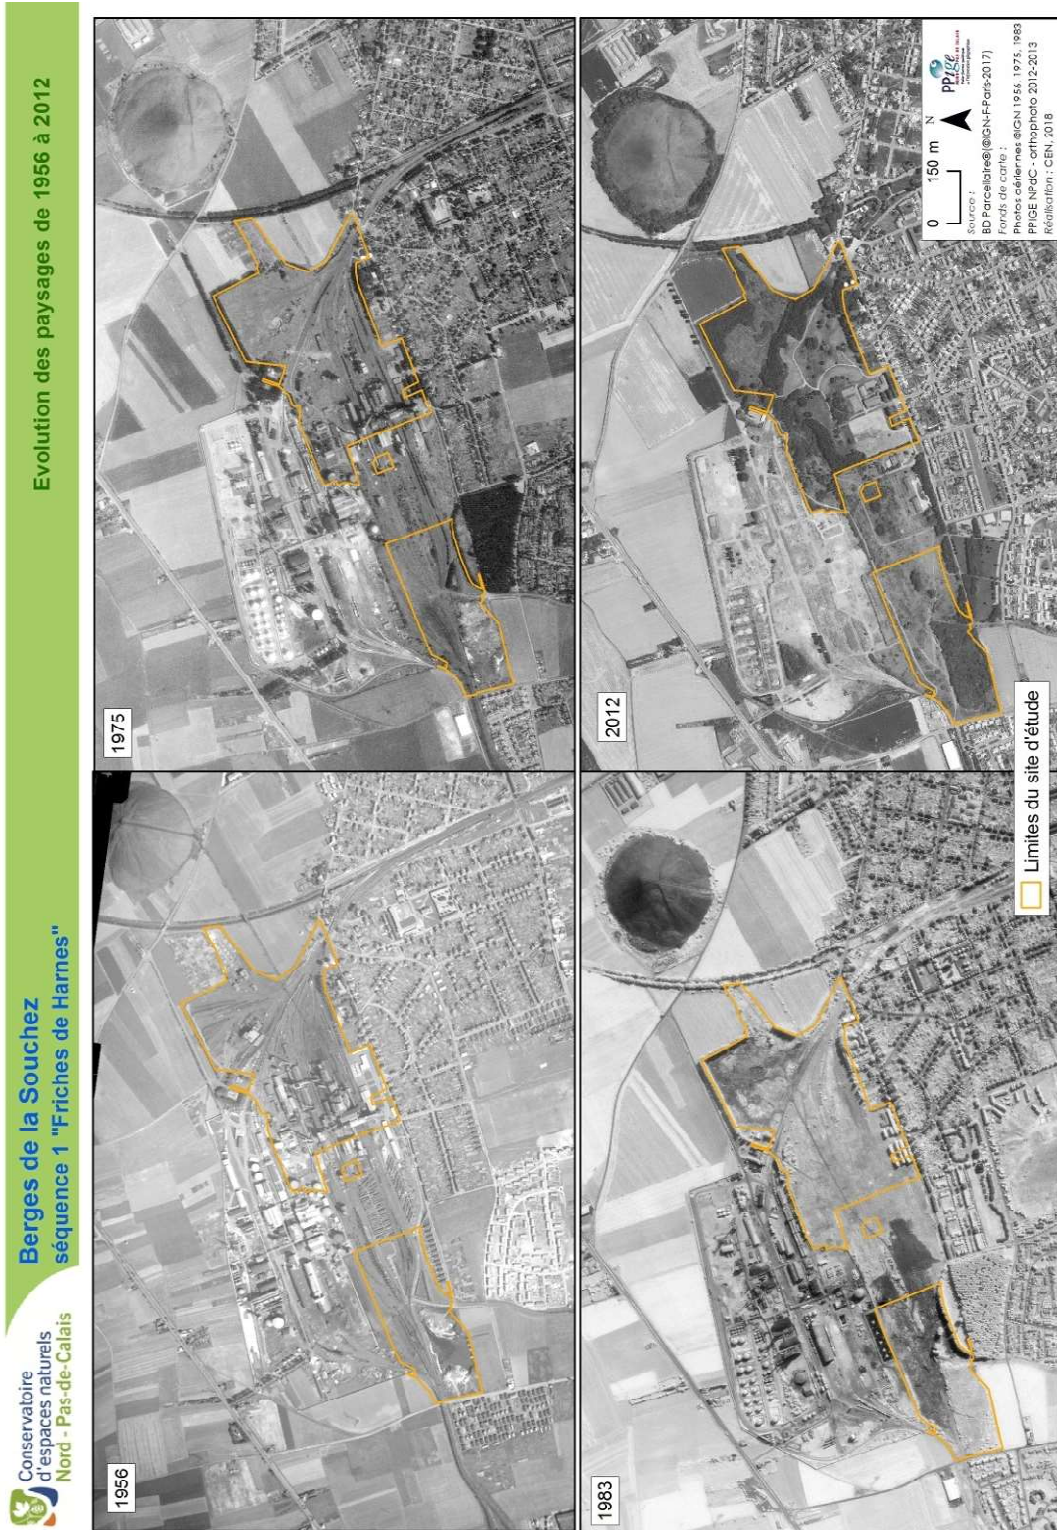 Conservatoire
d'espaces naturels
Nord - Pas-de-Calais
Berges de la Souchez
séquence 1 "Friches de Harnes"
Evolution des paysages de 1956 à 2012
1956
1975
1983
2012
Limites du site d'étude
0 150 m N
PPIGE
Source :
BD Parcellaire®(©IGN-F-Paris-2017)
Fonds de carte :
Photos aériennes ©IGN 1956, 1975, 1983
PPIGE NPdC - orthophoto 2012-2013
Réalisation : CEN, 2018